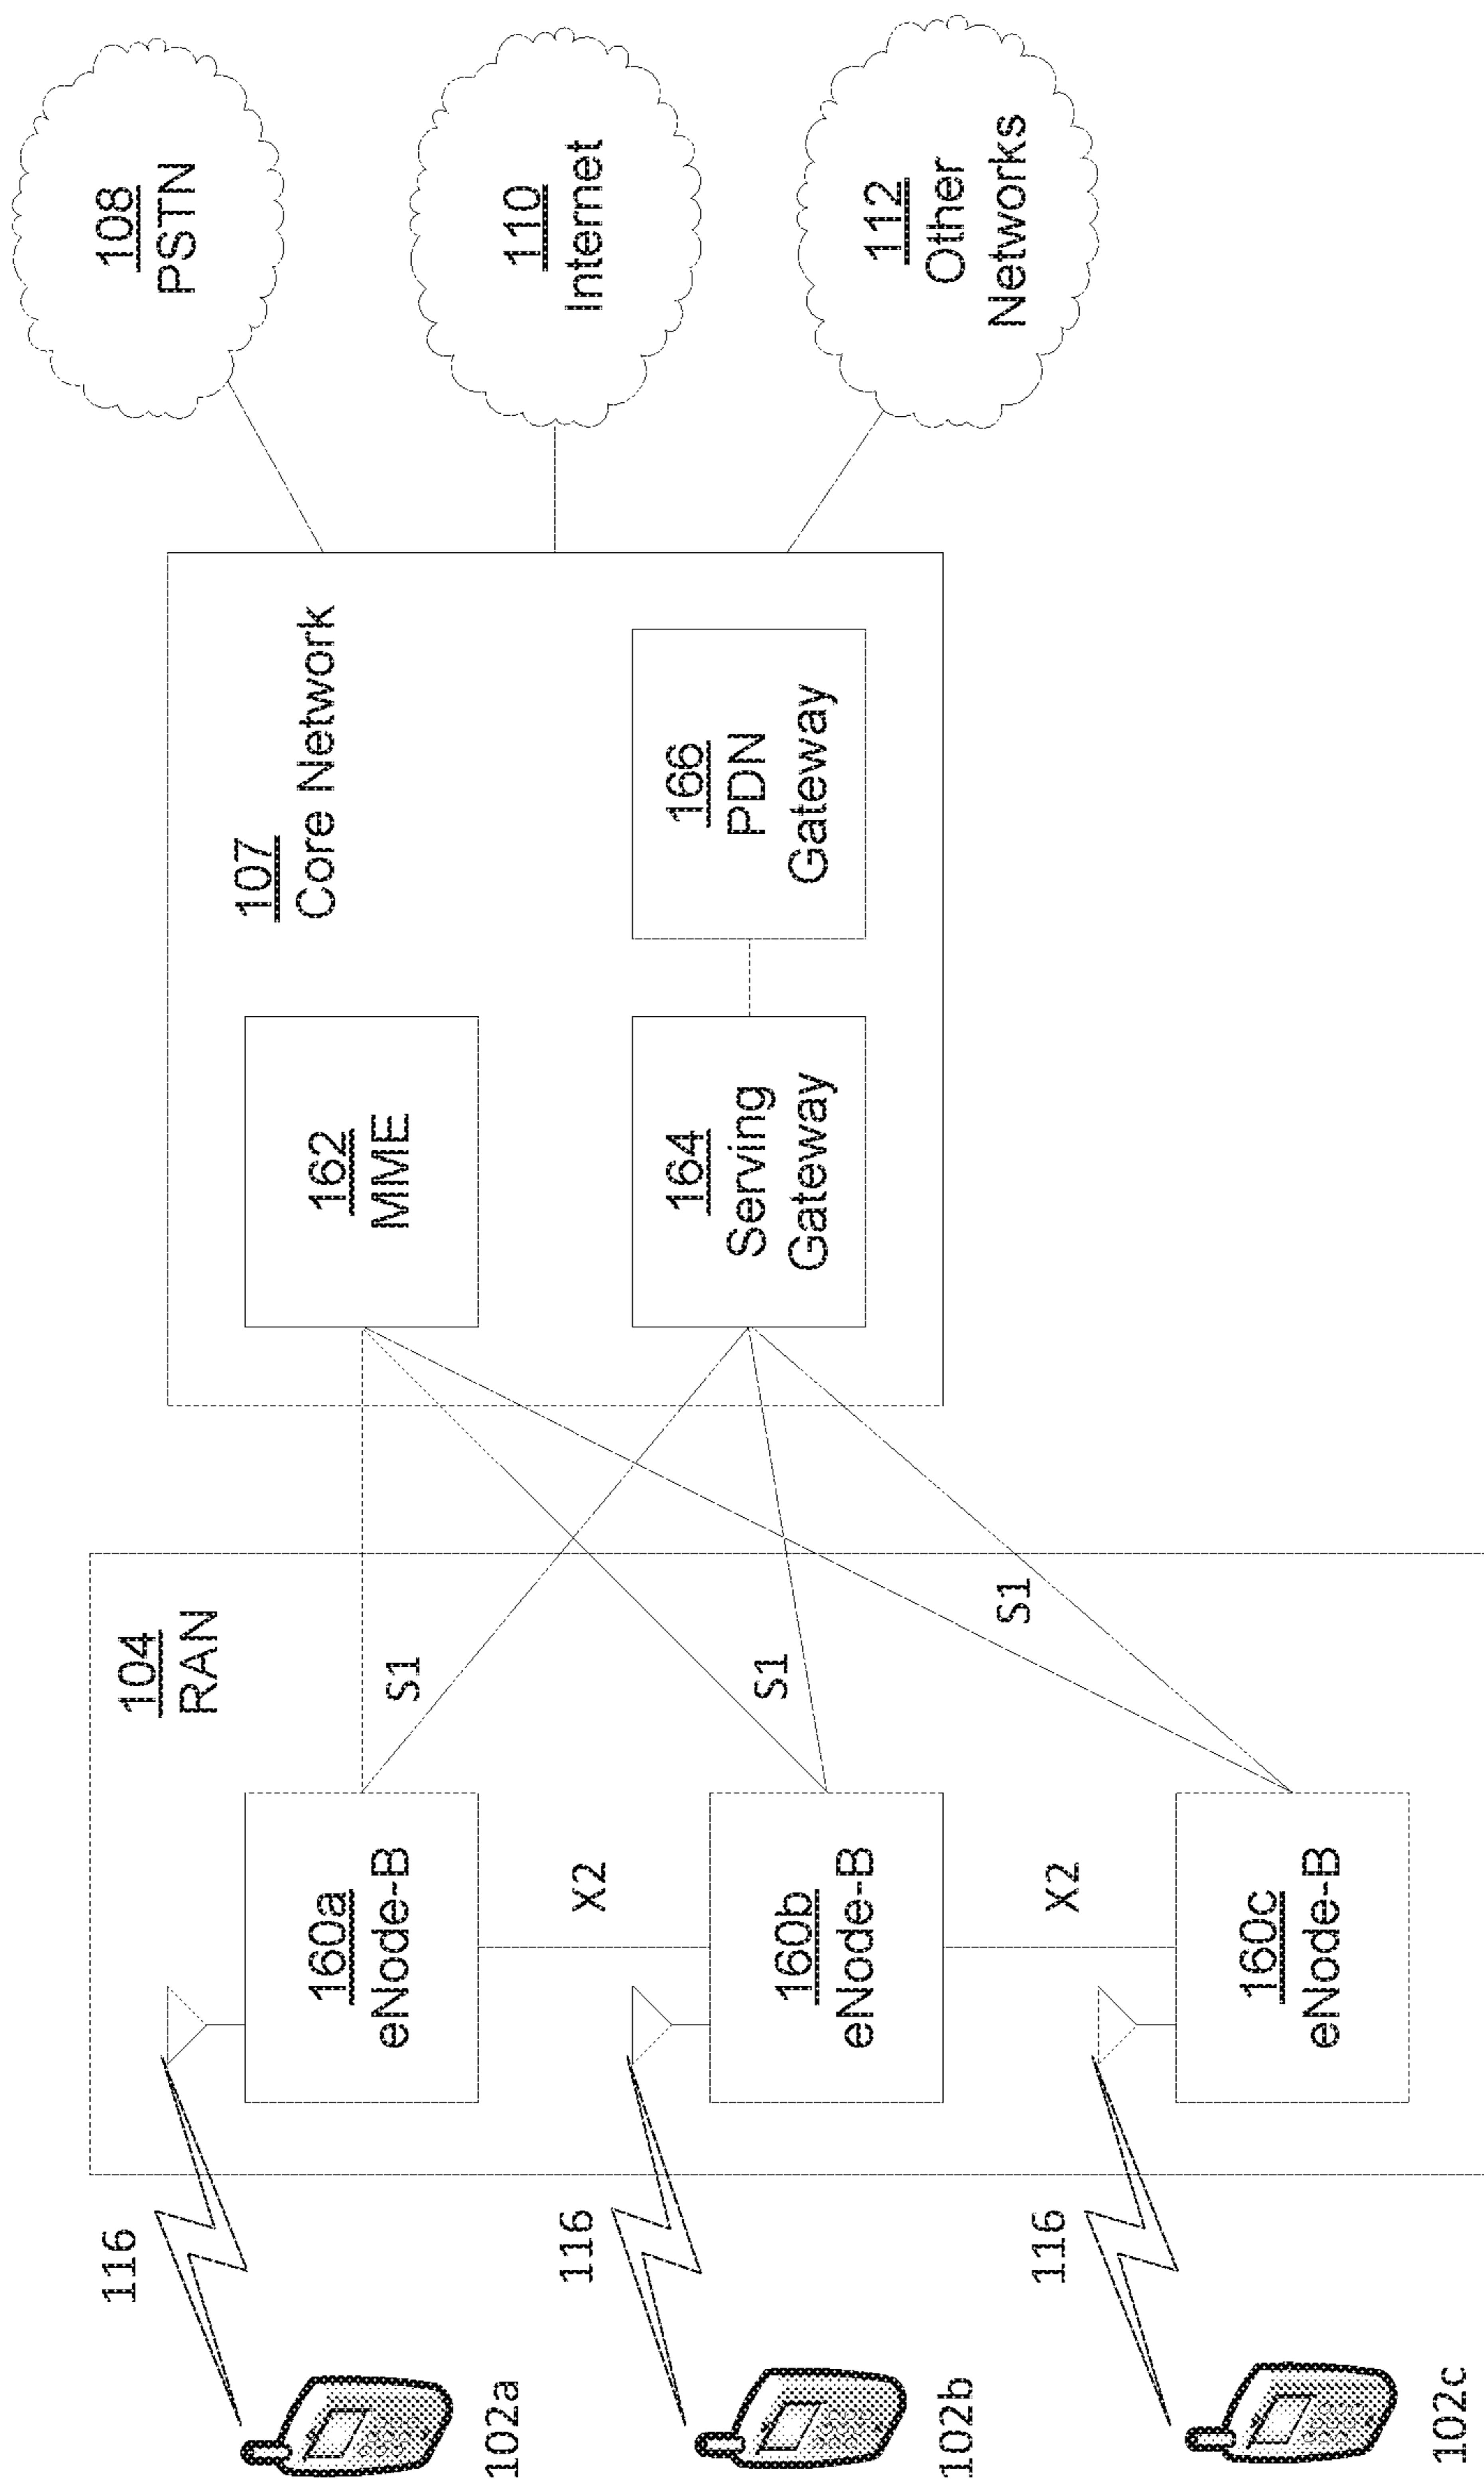 104
RAN
107
Core Network
108
PSTN
116
160a
eNode-B
S1
162
MME
102a
X2
110
Internet
116
160b
eNode-B
S1
164
Serving
Gateway
166
PDN
Gateway
102b
X2
112
Other
Networks
S1
116
160c
eNode-B
102c